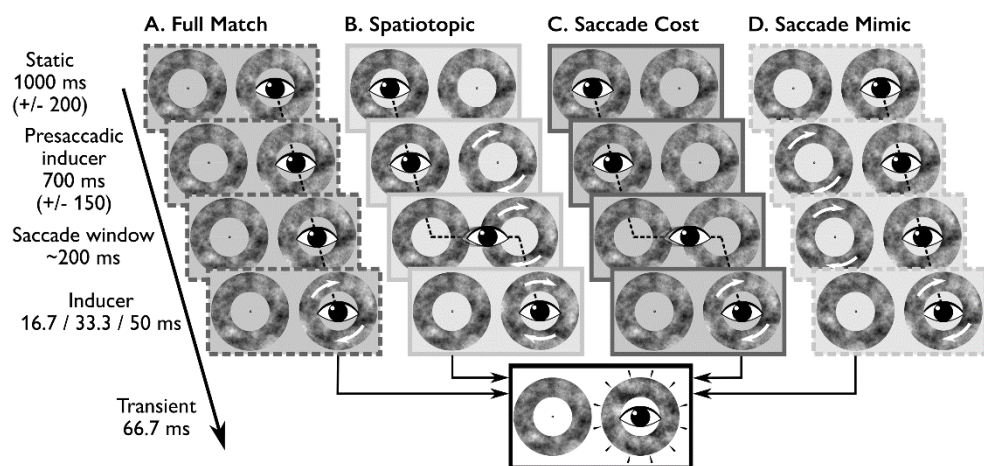 A. Full Match
B. Spatiotopic
C. Saccade Cost
D. Saccade Mimic
Static
1000 ms
(+/- 200)
Presaccadic
inducer
700 ms
(+/- 150)
Saccade window
~200 ms
Inducer
16.7 / 33.3 / 50 ms
Transient
66.7 ms